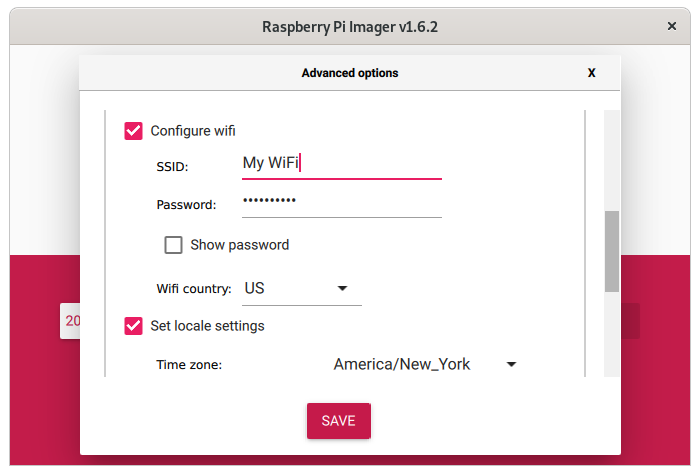 Raspberry Pi Imager v1.6.2 ×
Advanced options X
Configure wifi
SSID: My WiFi
Password: ••••••••••
Show password
Wifi country: US
20
Set locale settings
Time zone: America/New_York
SAVE